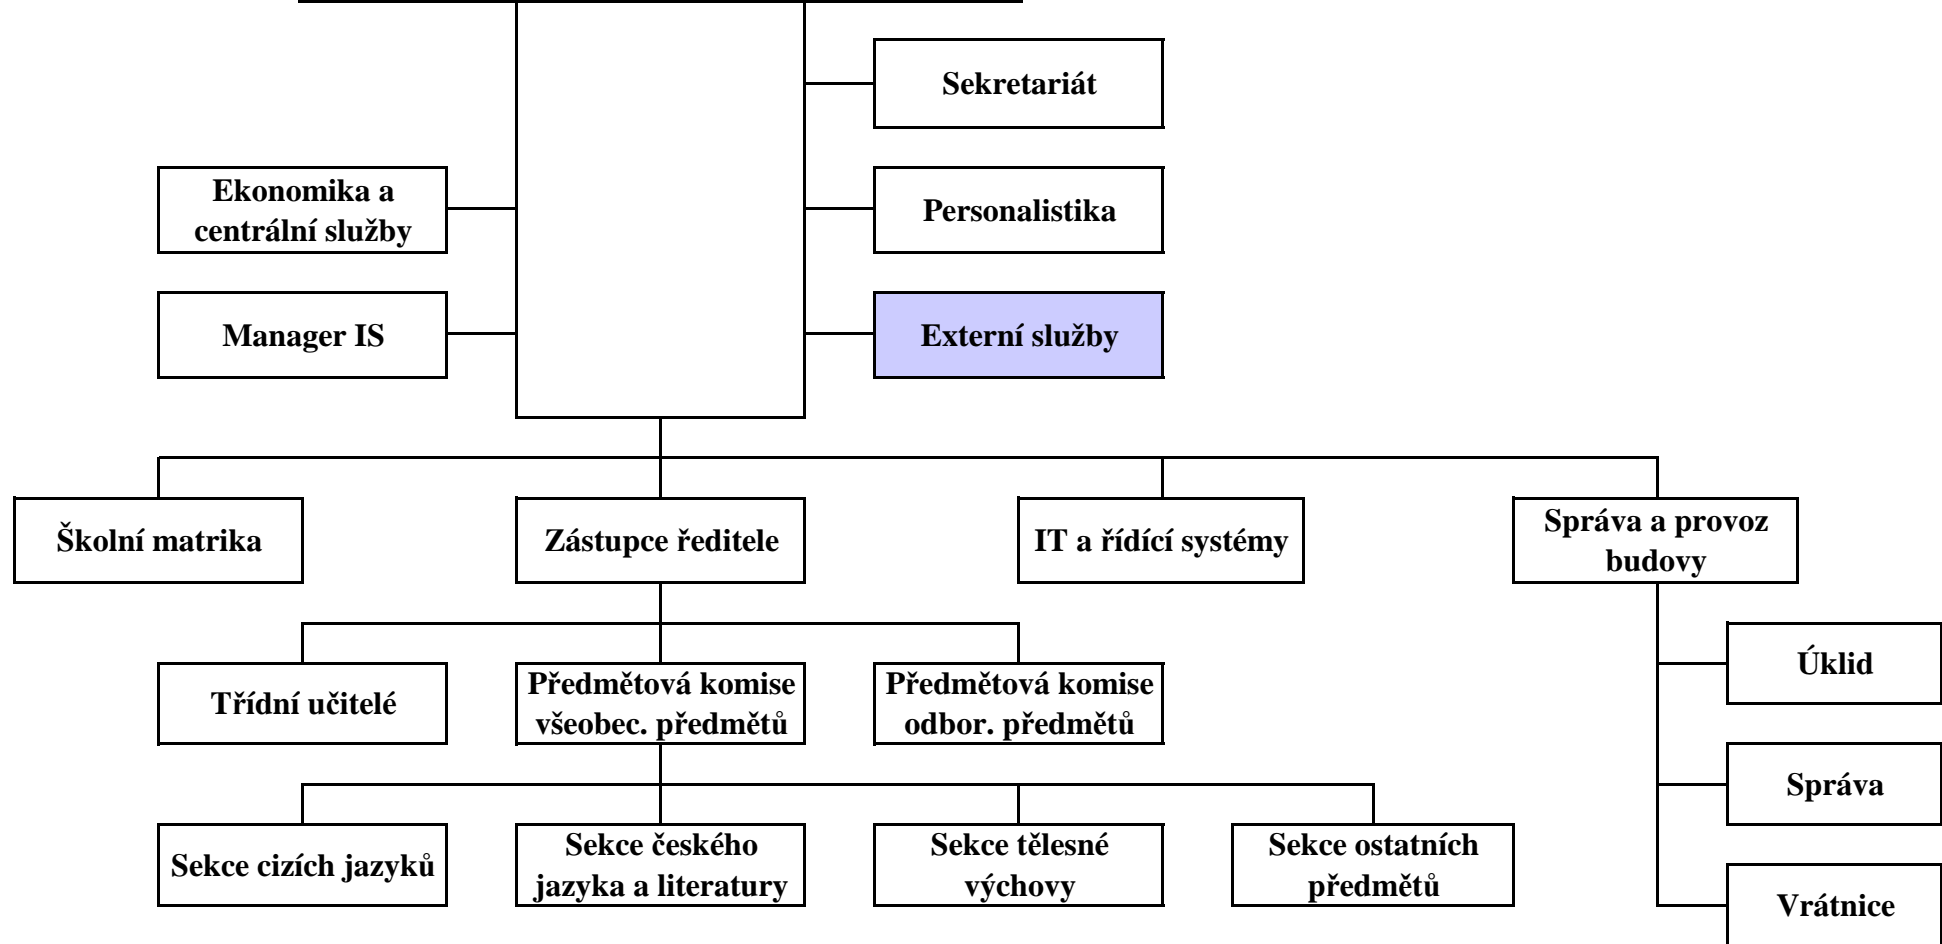 Sekretariát
Ekonomika a
centrální služby
Personalistika
Manager IS
Externí služby
Školní matrika
Zástupce ředitele
IT a řídící systémy
Správa a provoz
budovy
Úklid
Třídní učitelé
Předmětová komise
všeobec. předmětů
Předmětová komise
odbor. předmětů
Správa
Sekce cizích jazyků
Sekce českého
jazyka a literatury
Sekce tělesné
výchovy
Sekce ostatních
předmětů
Vrátnice